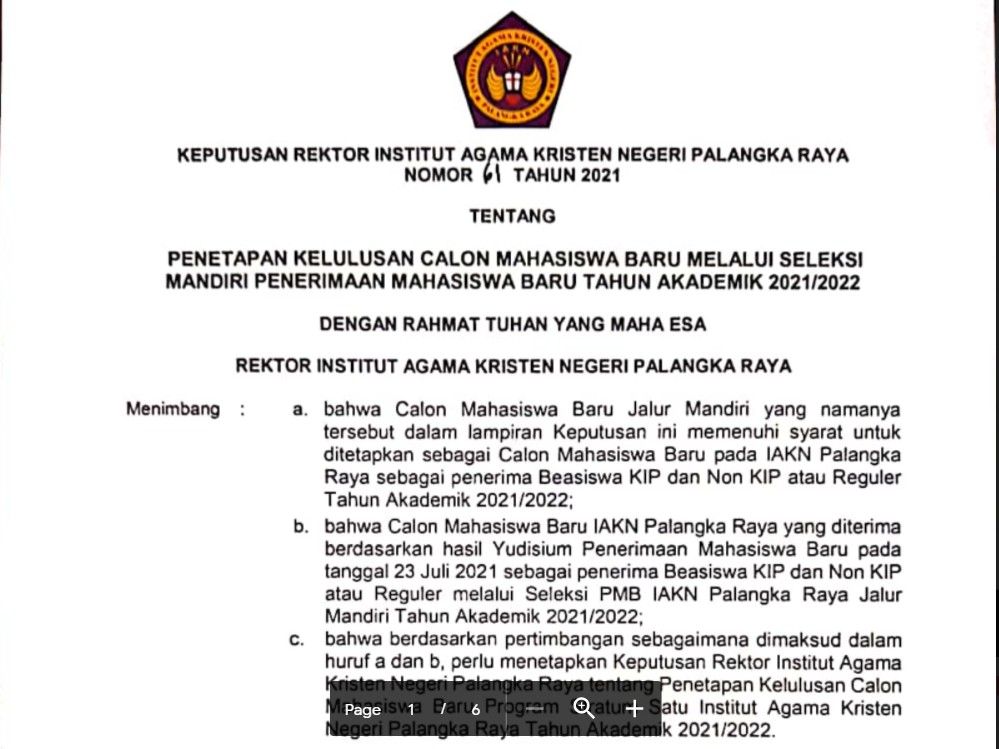 INSTITUT AGAMA KRISTEN NEGERI
IAKN
PALANGKA RAYA
KEPUTUSAN REKTOR INSTITUT AGAMA KRISTEN NEGERI PALANGKA RAYA
NOMOR 61 TAHUN 2021
TENTANG
PENETAPAN KELULUSAN CALON MAHASISWA BARU MELALUI SELEKSI
MANDIRI PENERIMAAN MAHASISWA BARU TAHUN AKADEMIK 2021/2022
DENGAN RAHMAT TUHAN YANG MAHA ESA
REKTOR INSTITUT AGAMA KRISTEN NEGERI PALANGKA RAYA
Menimbang : a. bahwa Calon Mahasiswa Baru Jalur Mandiri yang namanya
tersebut dalam lampiran Keputusan ini memenuhi syarat untuk
ditetapkan sebagai Calon Mahasiswa Baru pada IAKN Palangka
Raya sebagai penerima Beasiswa KIP dan Non KIP atau Reguler
Tahun Akademik 2021/2022;
b. bahwa Calon Mahasiswa Baru IAKN Palangka Raya yang diterima
berdasarkan hasil Yudisium Penerimaan Mahasiswa Baru pada
tanggal 23 Juli 2021 sebagai penerima Beasiswa KIP dan Non KIP
atau Reguler melalui Seleksi PMB IAKN Palangka Raya Jalur
Mandiri Tahun Akademik 2021/2022;
c. bahwa berdasarkan pertimbangan sebagaimana dimaksud dalam
huruf a dan b, perlu menetapkan Keputusan Rektor Institut Agama
Kristen Negeri Palangka Raya tentang Penetapan Kelulusan Calon
Mahasiswa Baru Program Stratum Satu Institut Agama Kristen
Negeri Palangka Raya Tahun Akademik 2021/2022.
Page 1 / 6